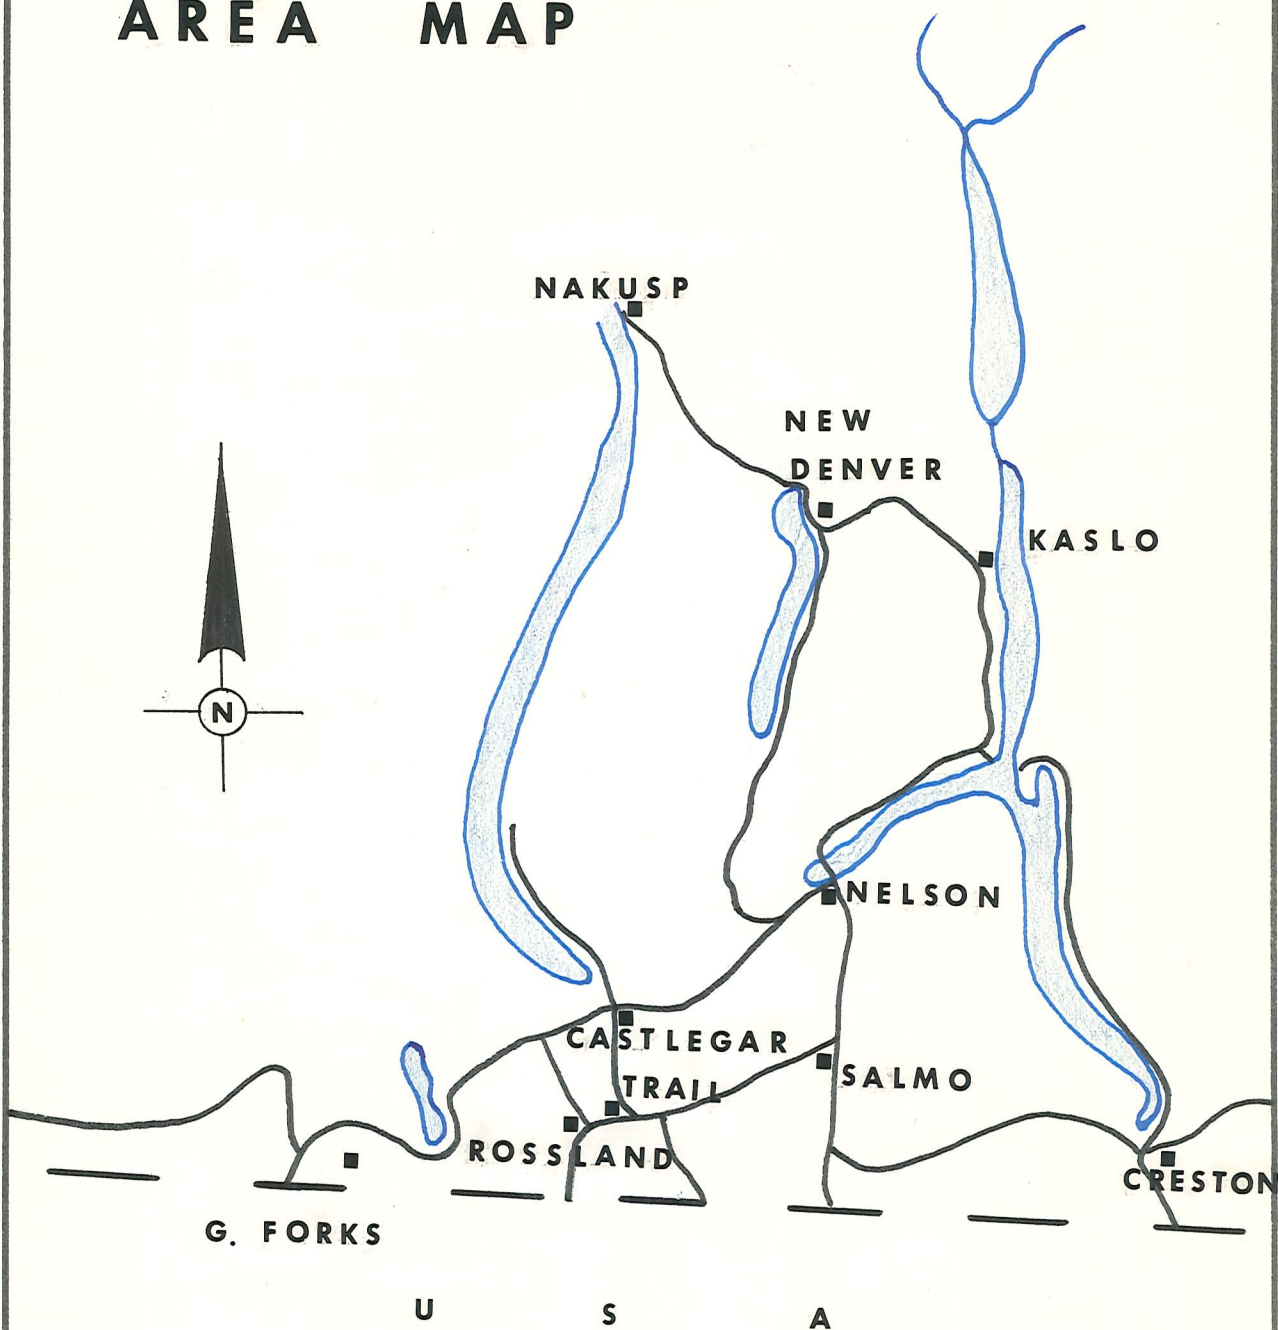 AREA MAP
NAKUSP
NEW
DENVER
KASLO
N
NELSON
CASTLEGAR
TRAIL
SALMO
ROSSLAND
CRESTON
G. FORKS
U S A